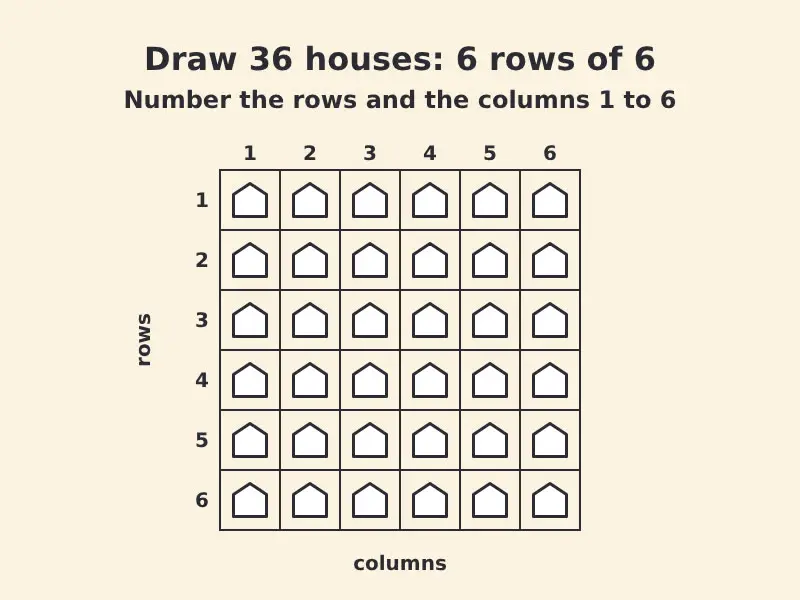 Draw 36 houses: 6 rows of 6
Number the rows and the columns 1 to 6
1 2 3 4 5 6
1
2
3
4
5
6
rows
columns